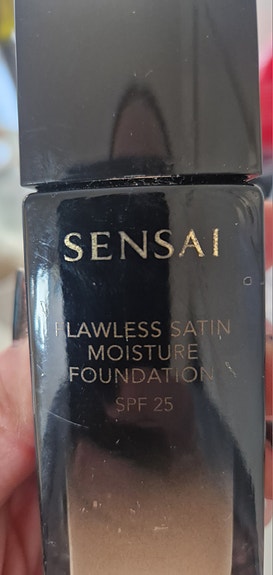 SENSAI
FLAWLESS SATIN
MOISTURE
FOUNDATION
SPF 25